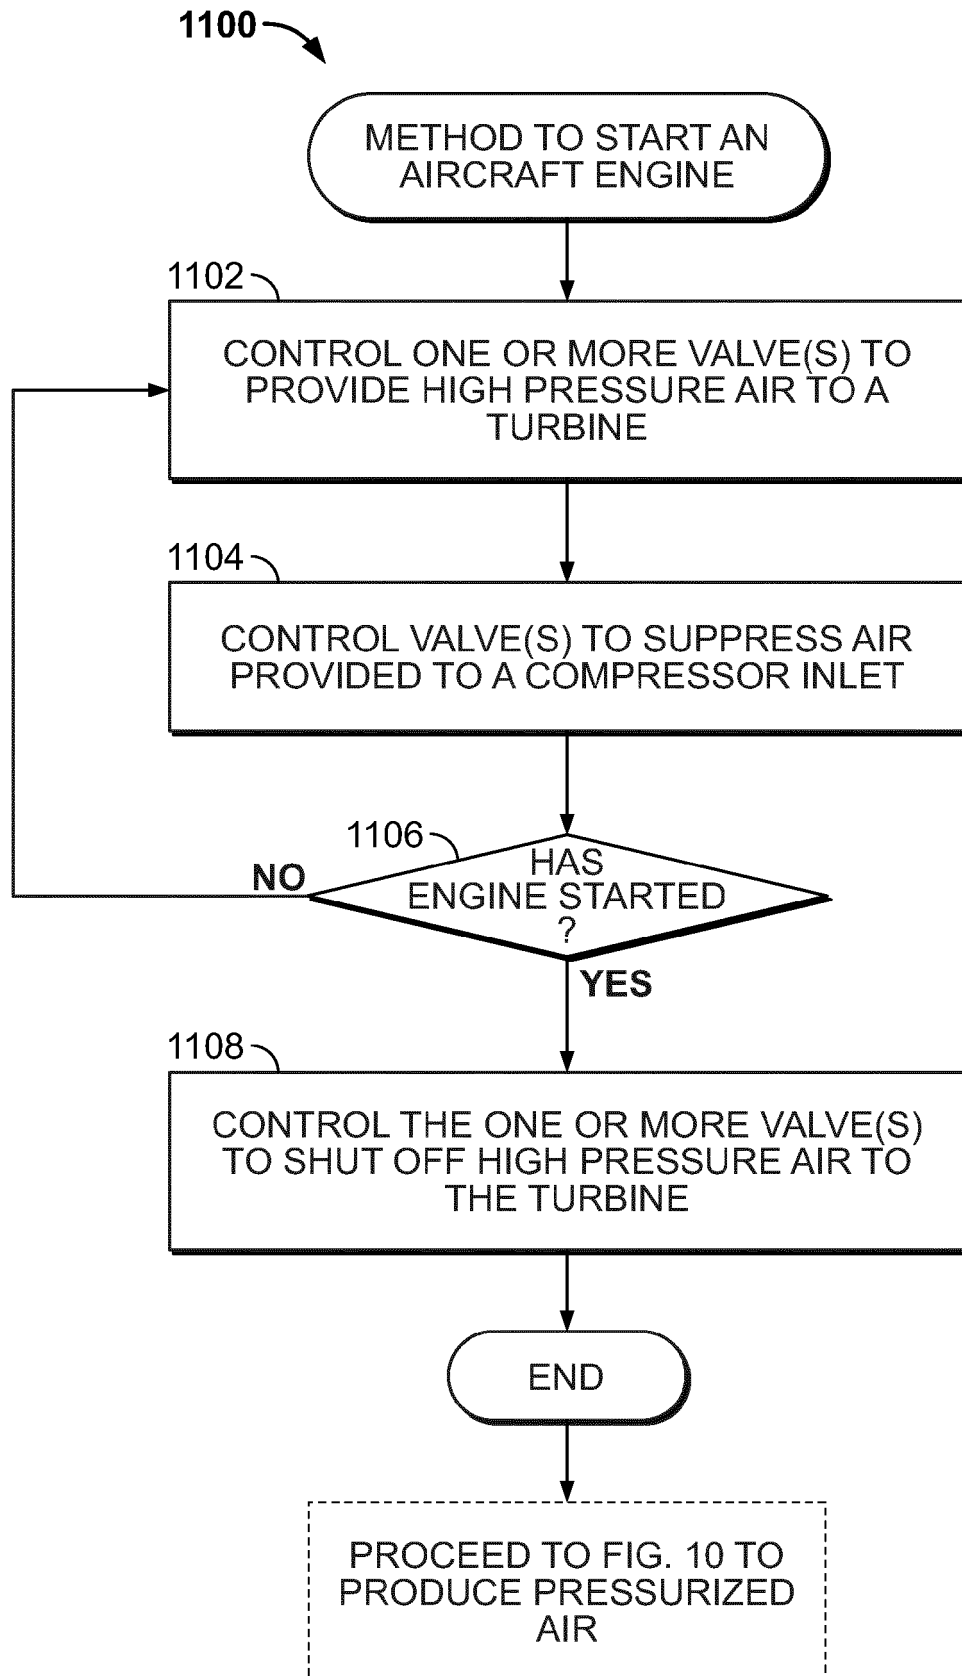 1100
METHOD TO START AN
AIRCRAFT ENGINE
1102
CONTROL ONE OR MORE VALVE(S) TO
PROVIDE HIGH PRESSURE AIR TO A
TURBINE
1104
CONTROL VALVE(S) TO SUPPRESS AIR
PROVIDED TO A COMPRESSOR INLET
1106
HAS
ENGINE STARTED
?
NO
YES
1108
CONTROL THE ONE OR MORE VALVE(S)
TO SHUT OFF HIGH PRESSURE AIR TO
THE TURBINE
END
PROCEED TO FIG. 10 TO
PRODUCE PRESSURIZED
AIR